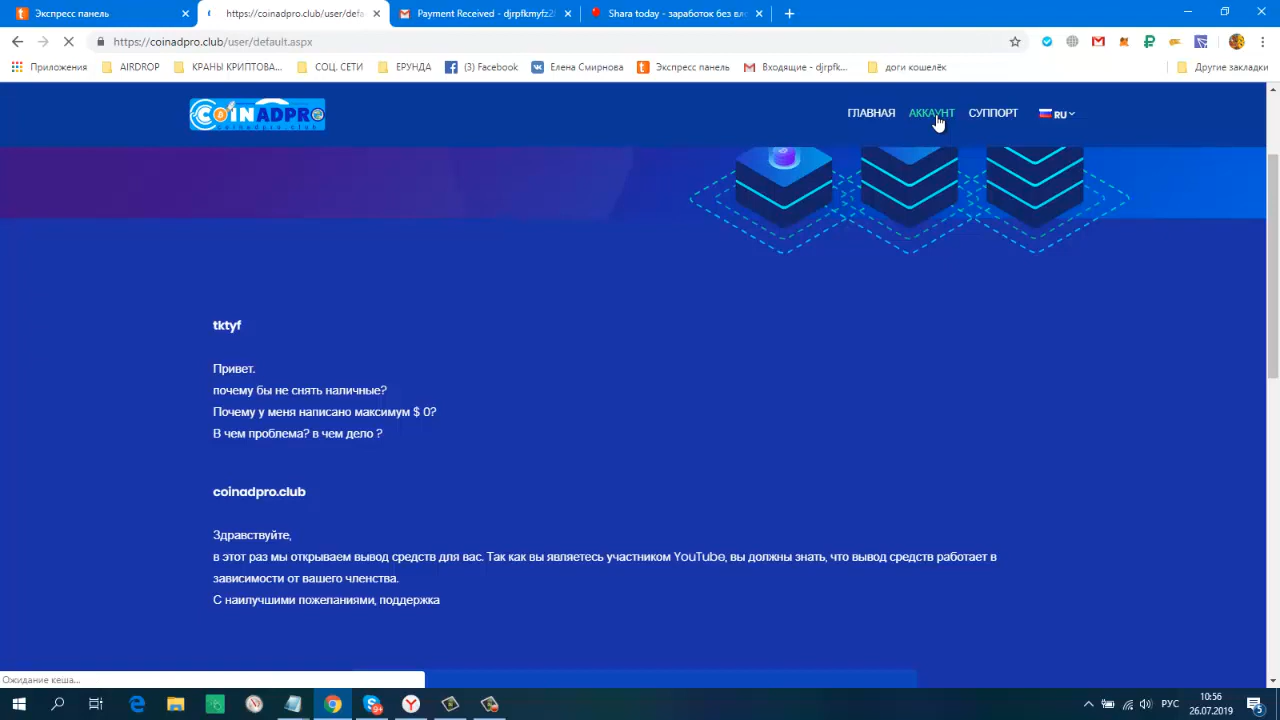 Экспресс панель
https://coinadpro.club/user/defa
Payment Received - djrpfkmyfz2
Shara today - заработок без вл
https://coinadpro.club/user/default.aspx
Приложения
AIRDROP
КРАНЫ КРИПТОВА...
СОЦ. СЕТИ
ЕРУНДА
(3) Facebook
Елена Смирнова
Экспресс панель
Входящие - djrpfk...
доги кошелёк
Другие закладки
COINADPRO
coinadpro.club
ГЛАВНАЯ
АККАУНТ
СУППОРТ
RU
tktyf
Привет.
почему бы не снять наличные?
Почему у меня написано максимум $ 0?
В чем проблема? в чем дело ?
coinadpro.club
Здравствуйте,
в этот раз мы открываем вывод средств для вас. Так как вы являетесь участником YouTube, вы должны знать, что вывод средств работает в
зависимости от вашего членства.
С наилучшими пожеланиями, поддержка
Ожидание кеша...
РУС
10:56
26.07.2019